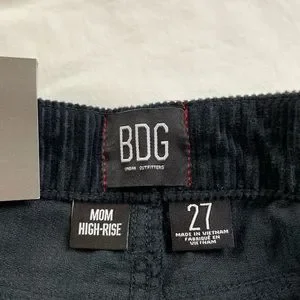 BDG
URBAN OUTFITTERS
MOM
HIGH-RISE
27
MADE IN VIETNAM
FABRIQUÉ EN
VIETNAM